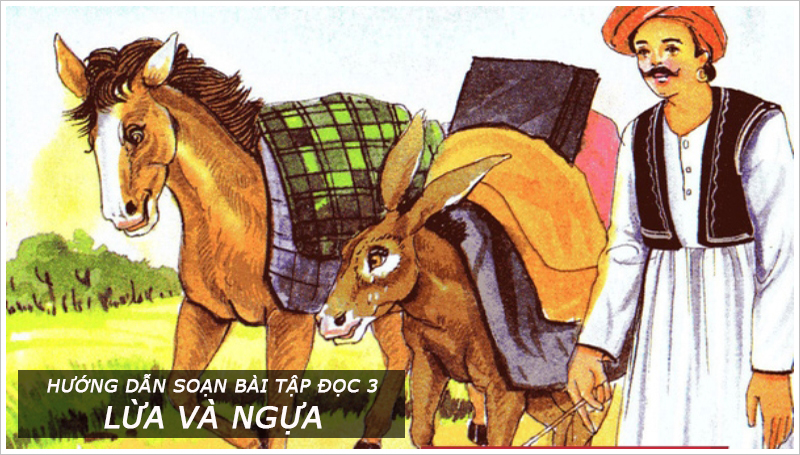 HƯỚNG DẪN SOẠN BÀI TẬP ĐỌC 3
LỪA VÀ NGỰA